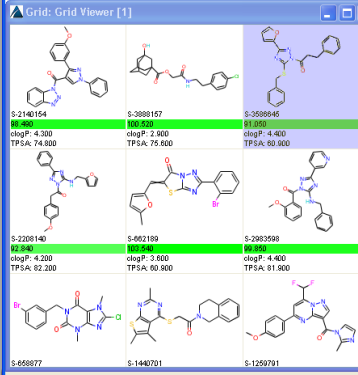 Grid: Grid Viewer [1]
S-2140154
98.490
clogP: 4.300
TPSA: 74.800
S-3888157
100.520
clogP: 2.900
TPSA: 75.600
S-3586645
91.050
clogP: 4.400
TPSA: 60.900
S-2208140
92.840
clogP: 4.200
TPSA: 82.200
S-662189
103.540
clogP: 3.600
TPSA: 60.900
S-2983598
99.850
clogP: 4.400
TPSA: 81.900
S-658877
S-1440701
S-1259791